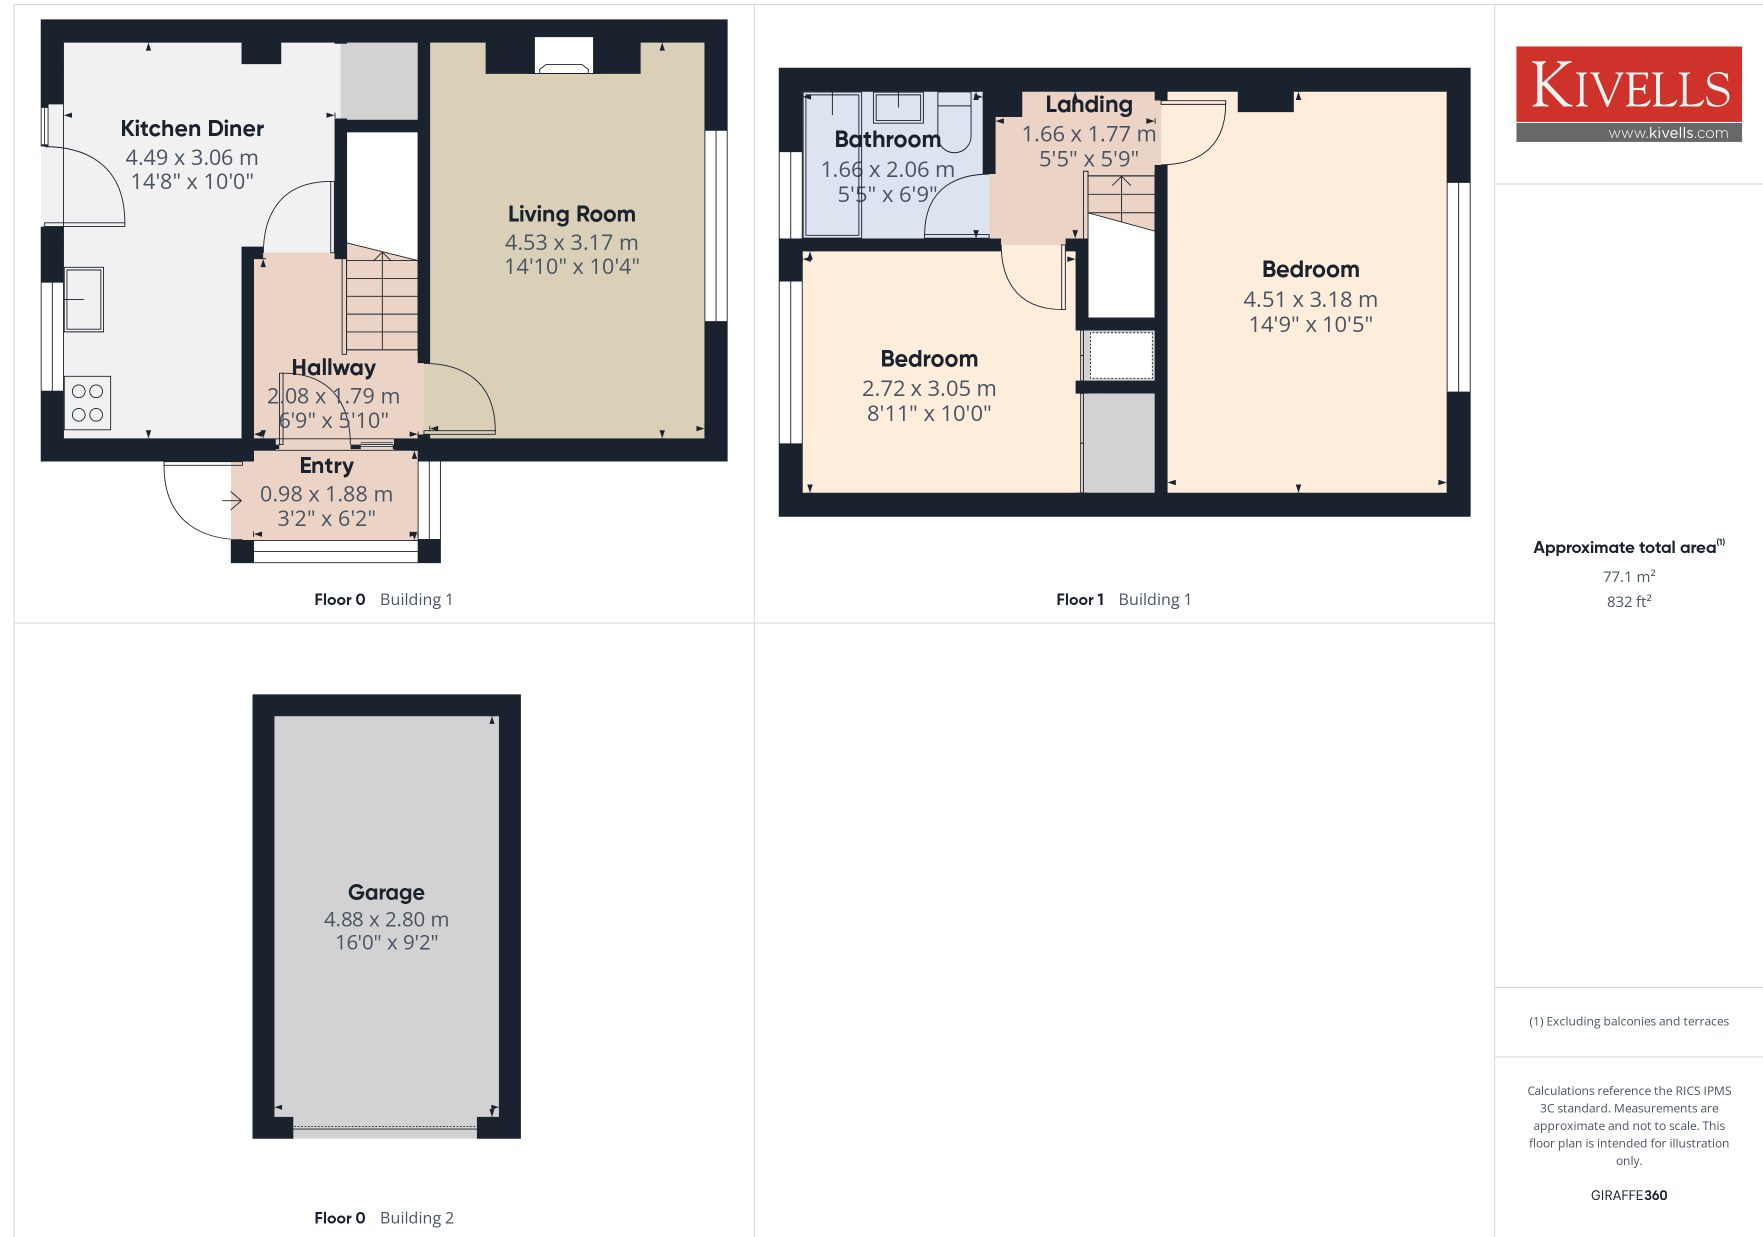 Kitchen Diner
4.49 x 3.06 m
14'8" x 10'0"
Living Room
4.53 x 3.17 m
14'10" x 10'4"
Hallway
2.08 x 1.79 m
6'9" x 5'10"
Entry
0.98 x 1.88 m
3'2" x 6'2"
Floor 0 Building 1
Bathroom
1.66 x 2.06 m
5'5" x 6'9"
Landing
1.66 x 1.77 m
5'5" x 5'9"
Bedroom
4.51 x 3.18 m
14'9" x 10'5"
Bedroom
2.72 x 3.05 m
8'11" x 10'0"
Floor 1 Building 1
Garage
4.88 x 2.80 m
16'0" x 9'2"
Floor 0 Building 2
KIVELLS
www.kivells.com
Approximate total area(1)
77.1 m²
832 ft²
(1) Excluding balconies and terraces
Calculations reference the RICS IPMS
3C standard. Measurements are
approximate and not to scale. This
floor plan is intended for illustration
only.
GIRAFFE360